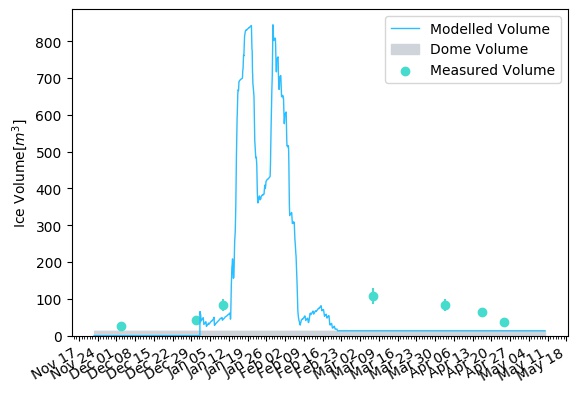 Modelled Volume
Dome Volume
Measured Volume
Ice Volume[m³]
800
700
600
500
400
300
200
100
0
Nov 17
Nov 24
Dec 01
Dec 08
Dec 15
Dec 22
Dec 29
Jan 05
Jan 12
Jan 19
Jan 26
Feb 02
Feb 09
Feb 16
Feb 23
Mar 02
Mar 09
Mar 16
Mar 23
Mar 30
Apr 06
Apr 13
Apr 20
Apr 27
May 04
May 11
May 18